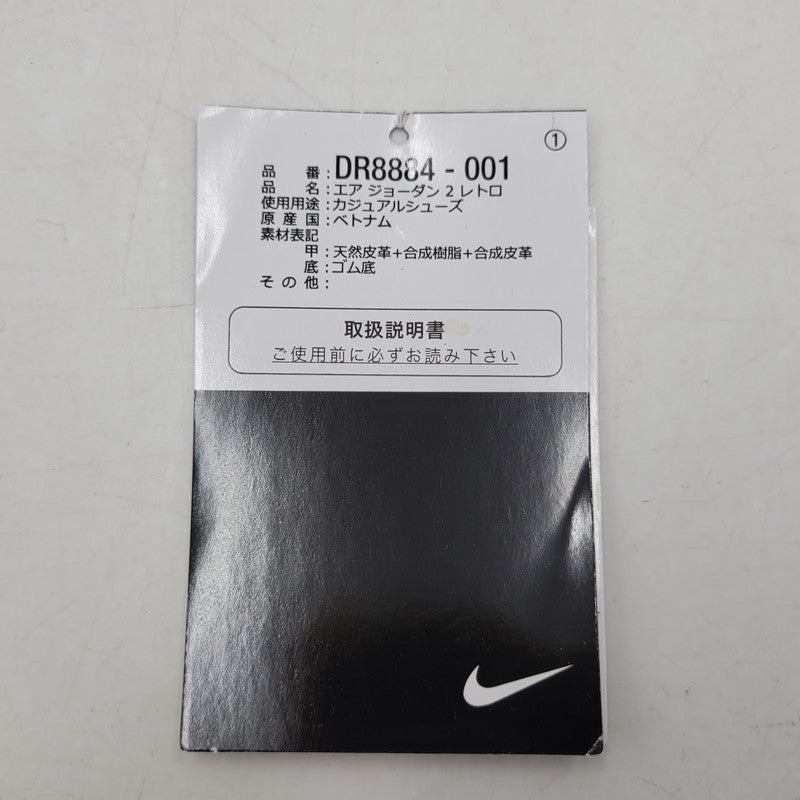 ①
品番:DR8884-001
品名:エア ジョーダン 2 レトロ
使用用途:カジュアルシューズ
原産国:ベトナム
素材表記
甲:天然皮革+合成樹脂+合成皮革
底:ゴム底
その他:
取扱説明書
ご使用前に必ずお読み下さい